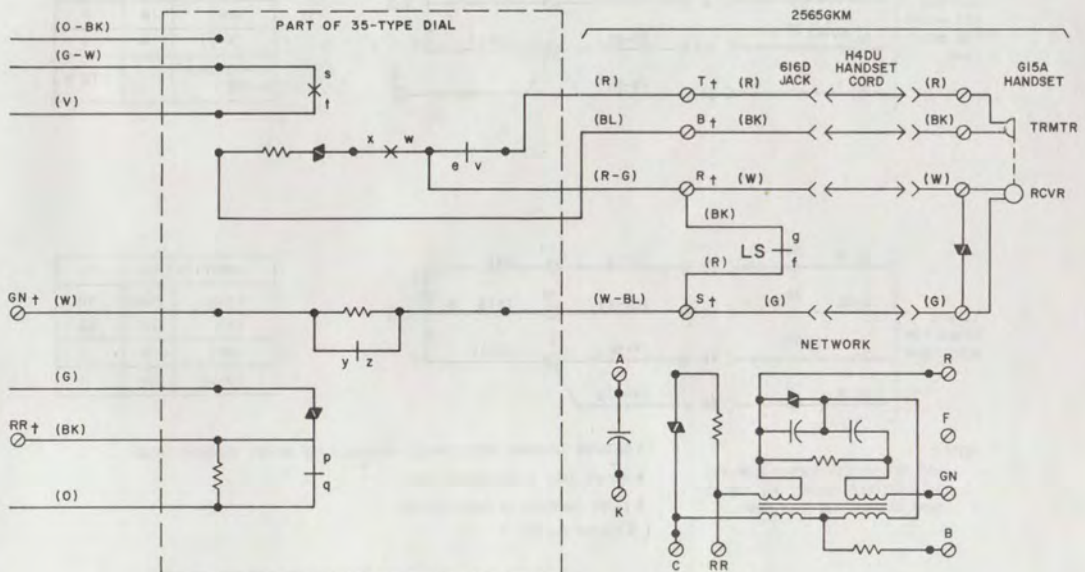 PART OF 35-TYPE DIAL
2565GKM
(O-BK)
(G-W)
s
t
(V)
616D JACK
H4DU HANDSET CORD
G15A HANDSET
(R) T† (R) (R)
TRMTR
(BL) B† (BK) (BK)
x w
e v
(R-G) R† (W) (W)
RCVR
(BK)
LS g
f
(R)
GN† (W)
(W-BL) S† (G) (G)
y z
NETWORK
A
R
(G)
F
RR† (BK)
p
q
GN
K
(O)
B
C RR